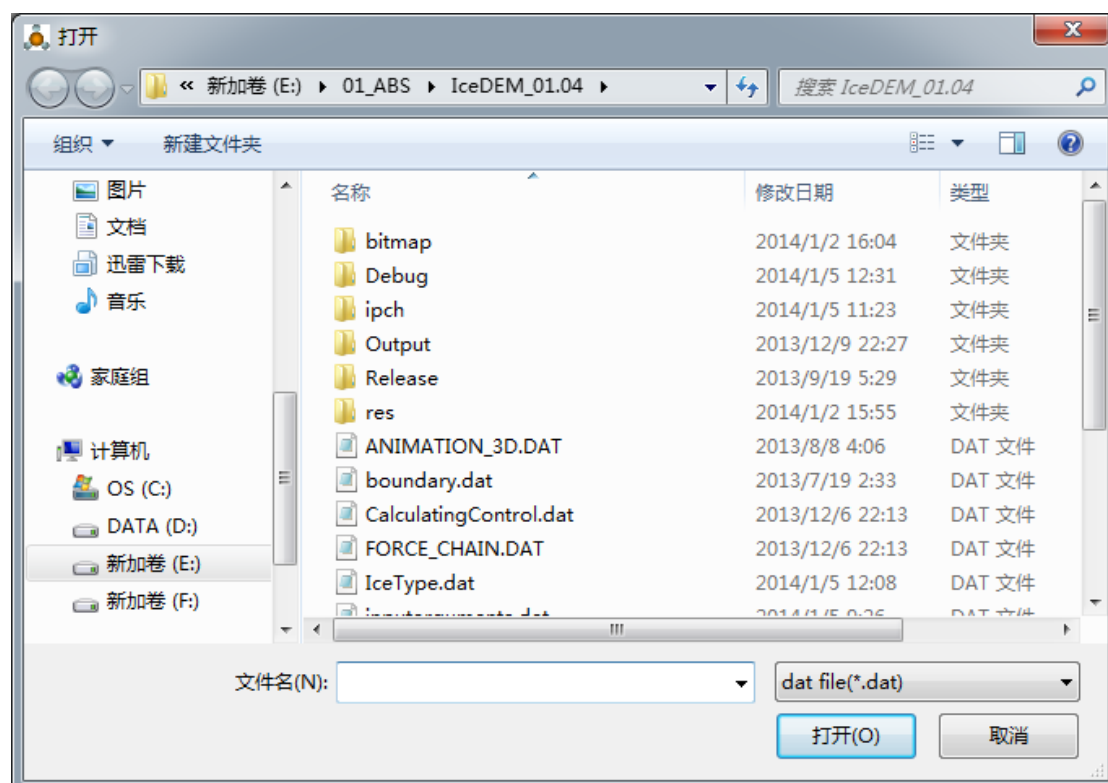 打开
« 新加卷 (E:) ▸ 01_ABS ▸ IceDEM_01.04 ▸ 搜索 IceDEM_01.04
组织 新建文件夹
图片
文档
迅雷下载
音乐
家庭组
计算机
OS (C:)
DATA (D:)
新加卷 (E:)
新加卷 (F:)
名称 修改日期 类型
bitmap 2014/1/2 16:04 文件夹
Debug 2014/1/5 12:31 文件夹
ipch 2014/1/5 11:23 文件夹
Output 2013/12/9 22:27 文件夹
Release 2013/9/19 5:29 文件夹
res 2014/1/2 15:55 文件夹
ANIMATION_3D.DAT 2013/8/8 4:06 DAT 文件
boundary.dat 2013/7/19 2:33 DAT 文件
CalculatingControl.dat 2013/12/6 22:13 DAT 文件
FORCE_CHAIN.DAT 2013/12/6 22:13 DAT 文件
IceType.dat 2014/1/5 12:08 DAT 文件
文件名(N): dat file(*.dat)
打开(O) 取消